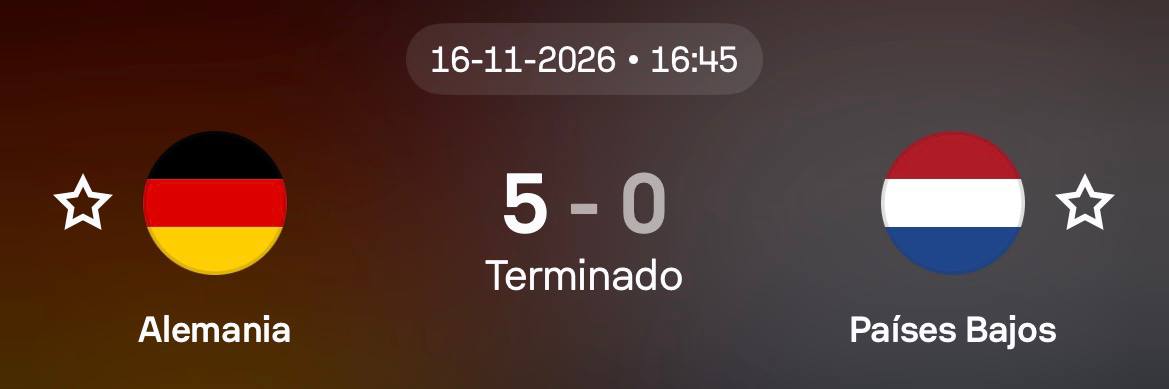 16-11-2026 • 16:45
5 - 0
Terminado
Alemania
Países Bajos